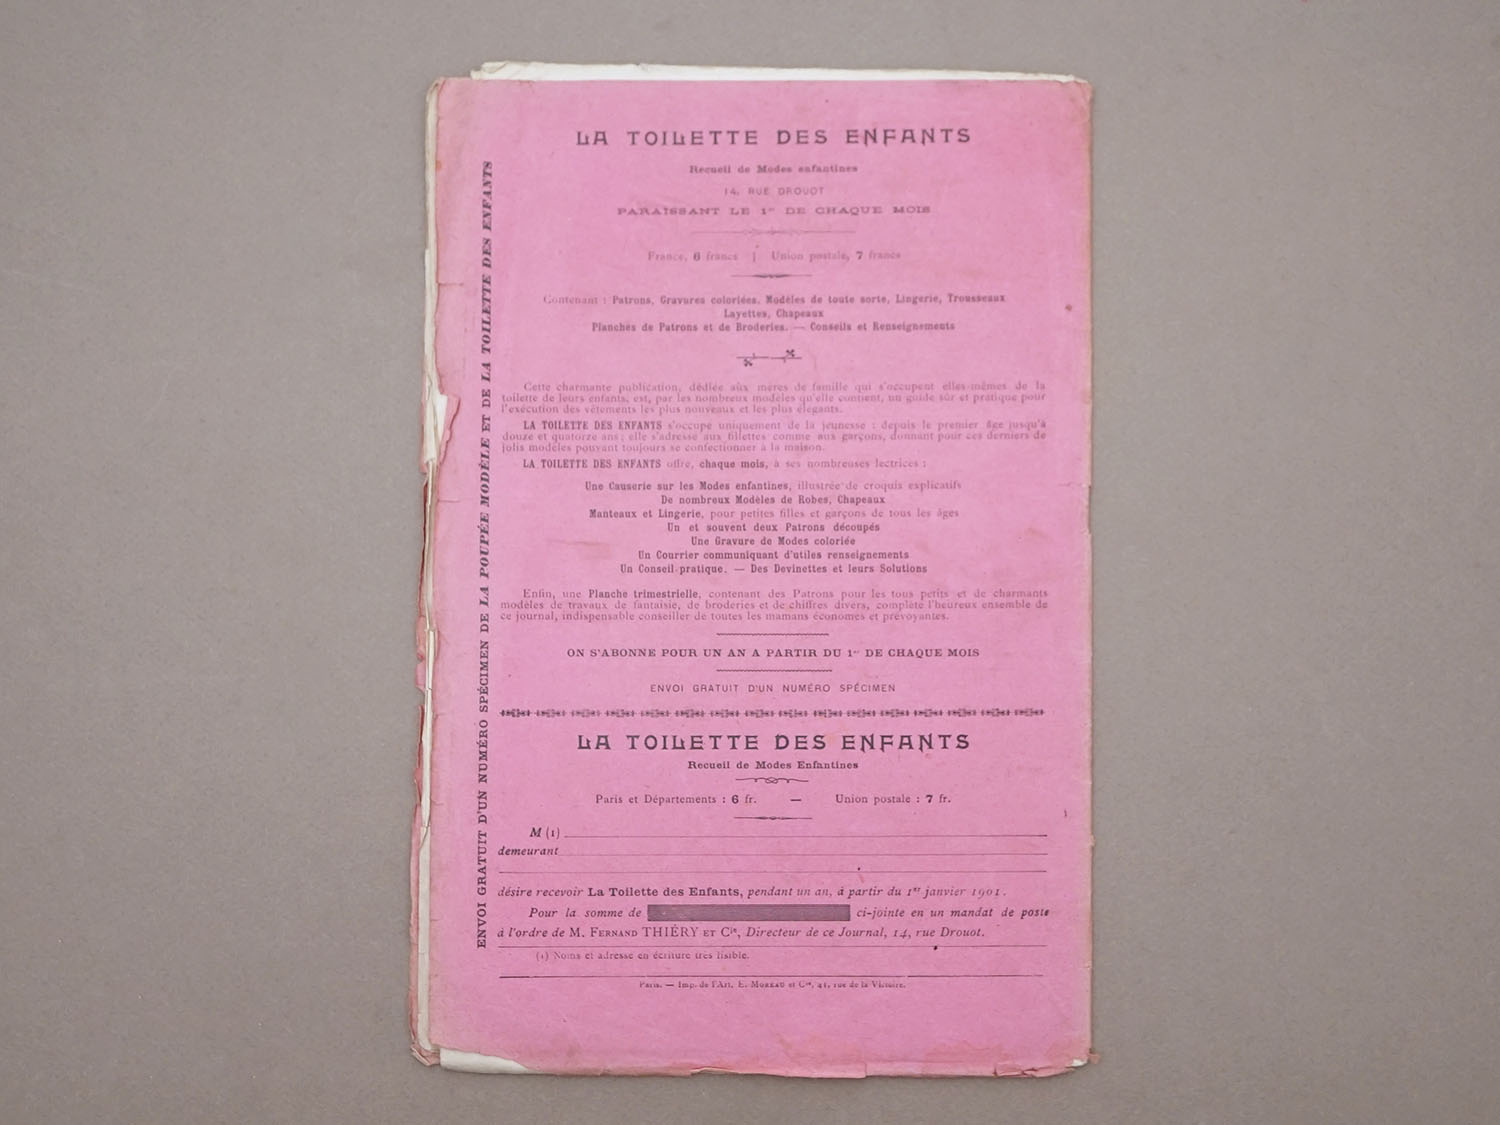 LA TOILETTE DES ENFANTS
Recueil de Modes enfantines
14, RUE DROUOT
PARAISSANT LE 1er DE CHAQUE MOIS
France, 6 francs | Union postale, 7 francs
Contenant : Patrons, Gravures coloriées, Modèles de toute sorte, Lingerie, Trousseaux
Layettes, Chapeaux
Planches de Patrons et de Broderies. — Conseils et Renseignements
Cette charmante publication, dédiée aux mères de famille qui s'occupent elles-mêmes de la
toilette de leurs enfants, est, par les nombreux modèles qu'elle contient, un guide sûr et pratique pour
l'exécution des vêtements les plus nouveaux et les plus élégants.
LA TOILETTE DES ENFANTS s'occupe uniquement de la jeunesse : depuis le premier âge jusqu'à
douze et quatorze ans ; elle s'adresse aux fillettes comme aux garçons, donnant pour ces derniers de
jolis modèles pouvant toujours se confectionner à la maison.
LA TOILETTE DES ENFANTS offre, chaque mois, à ses nombreuses lectrices :
Une Causerie sur les Modes enfantines, illustrée de croquis explicatifs
De nombreux Modèles de Robes, Chapeaux
Manteaux et Lingerie, pour petites filles et garçons de tous les âges
Un et souvent deux Patrons découpés
Une Gravure de Modes coloriée
Un Courrier communiquant d'utiles renseignements
Un Conseil pratique. — Des Devinettes et leurs Solutions
Enfin, une Planche trimestrielle, contenant des Patrons pour les tous petits et de charmants
modèles de travaux de fantaisie, de broderies et de chiffres divers, complète l'heureux ensemble de
ce journal, indispensable conseiller de toutes les mamans économes et prévoyantes.
ON S'ABONNE POUR UN AN A PARTIR DU 1er DE CHAQUE MOIS
ENVOI GRATUIT D'UN NUMÉRO SPÉCIMEN
LA TOILETTE DES ENFANTS
Recueil de Modes Enfantines
Paris et Départements : 6 fr. — Union postale : 7 fr.
M (1)
demeurant
désire recevoir La Toilette des Enfants, pendant un an, à partir du 1er janvier 1901.
Pour la somme de ci-jointe en un mandat de poste
à l'ordre de M. FERNAND THIÉRY ET Cie, Directeur de ce Journal, 14, rue Drouot.
(1) Noms et adresse en écriture très lisible.
Paris. — Imp. de l'Art, E. MOREAU et Cie, 41, rue de la Victoire.
ENVOI GRATUIT D'UN NUMÉRO SPÉCIMEN DE LA POUPÉE MODÈLE ET DE LA TOILETTE DES ENFANTS